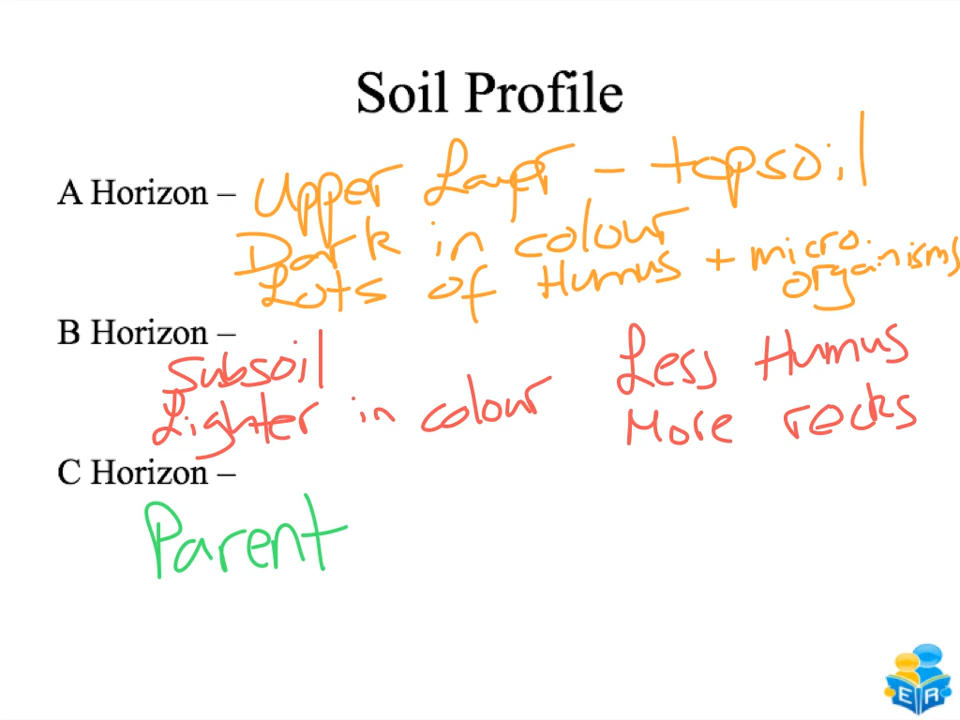 Soil Profile
A Horizon – Upper Layer – topsoil
Dark in colour
Lots of Humus + micro-organisms
B Horizon –
Subsoil
Lighter in colour
Less Humus
More rocks
C Horizon –
Parent
E A